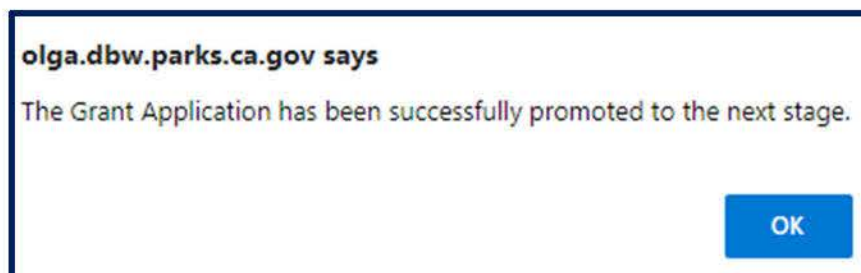 olga.dbw.parks.ca.gov says
The Grant Application has been successfully promoted to the next stage.
OK